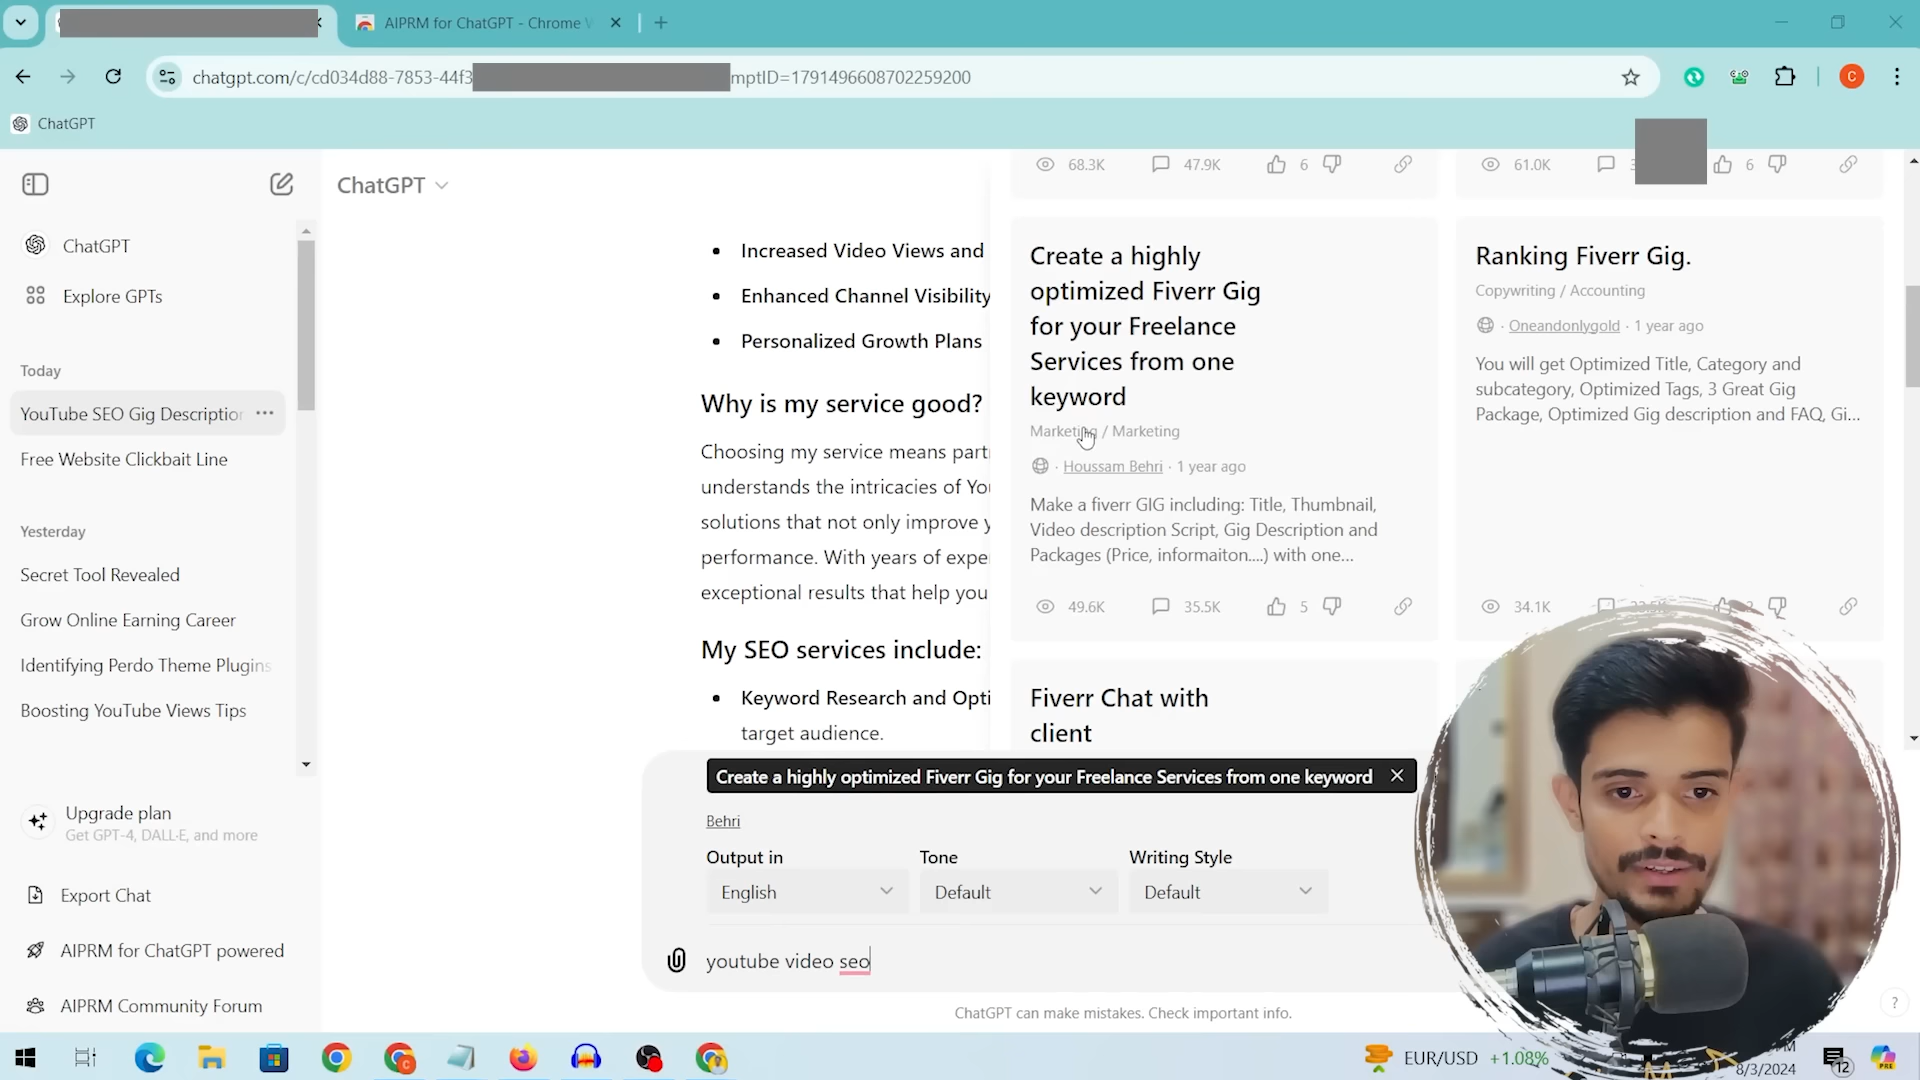 AIPRM for ChatGPT - Chrome W
chatgpt.com/c/cd034d88-7853-44f3
mptID=1791496608702259200
C
ChatGPT
ChatGPT
ChatGPT
Explore GPTs
Today
YouTube SEO Gig Description
Free Website Clickbait Line
Yesterday
Secret Tool Revealed
Grow Online Earning Career
Identifying Perdo Theme Plugins
Boosting YouTube Views Tips
Upgrade plan
Get GPT-4, DALL·E, and more
Export Chat
AIPRM for ChatGPT powered
AIPRM Community Forum
Increased Video Views and
Enhanced Channel Visibility
Personalized Growth Plans
Why is my service good?
Choosing my service means part
understands the intricacies of Yo
solutions that not only improve y
performance. With years of expe
exceptional results that help you
My SEO services include:
Keyword Research and Opti
target audience.
68.3K 47.9K 6
61.0K 3 6
Create a highly
optimized Fiverr Gig
for your Freelance
Services from one
keyword
Marketing / Marketing
· Houssam Behri · 1 year ago
Make a fiverr GIG including: Title, Thumbnail,
Video description Script, Gig Description and
Packages (Price, informaiton....) with one...
49.6K 35.5K 5
Ranking Fiverr Gig.
Copywriting / Accounting
· Oneandonlygold · 1 year ago
You will get Optimized Title, Category and
subcategory, Optimized Tags, 3 Great Gig
Package, Optimized Gig description and FAQ, Gi...
34.1K
Fiverr Chat with
client
Create a highly optimized Fiverr Gig for your Freelance Services from one keyword
Behri
Output in Tone Writing Style
English Default Default
youtube video seo
ChatGPT can make mistakes. Check important info.
?
EUR/USD +1.08%
8/3/2024
12
PRE